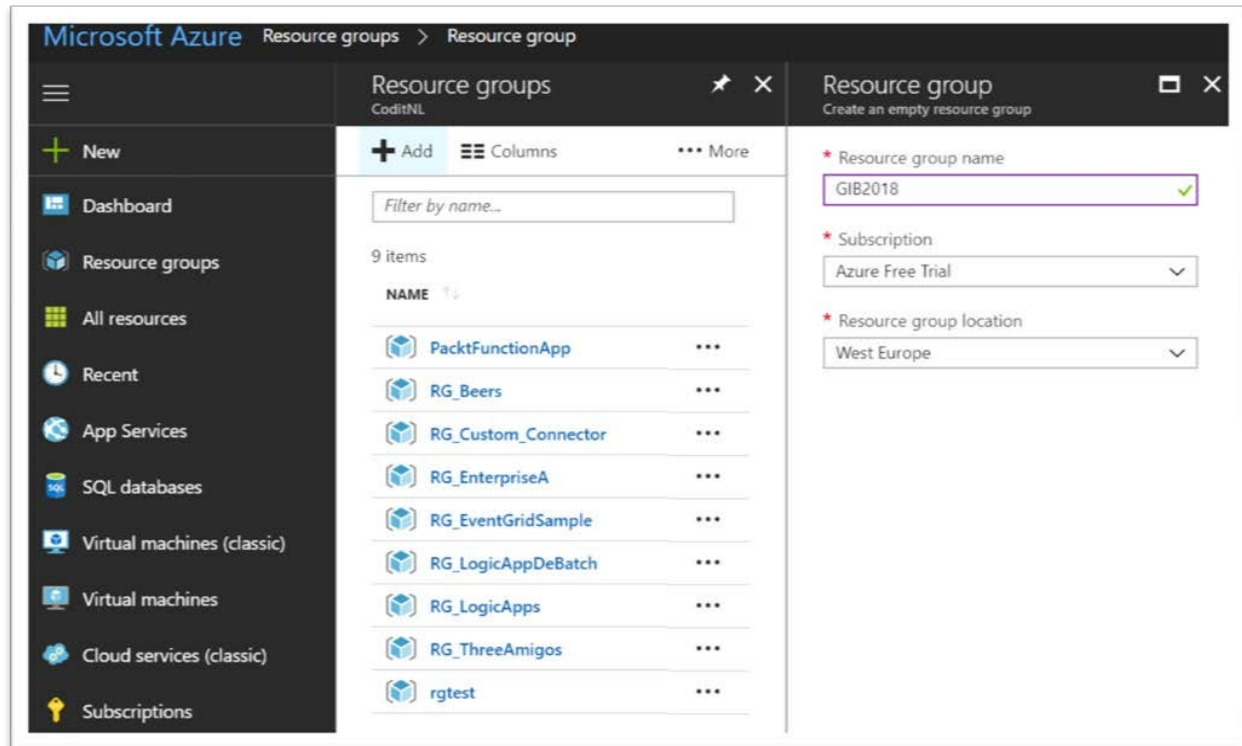 Microsoft Azure Resource groups > Resource group
New
Dashboard
Resource groups
All resources
Recent
App Services
SQL databases
Virtual machines (classic)
Virtual machines
Cloud services (classic)
Subscriptions
Resource groups
CoditNL
Add Columns ••• More
Filter by name...
9 items
NAME
PacktFunctionApp •••
RG_Beers •••
RG_Custom_Connector •••
RG_EnterpriseA •••
RG_EventGridSample •••
RG_LogicAppDeBatch •••
RG_LogicApps •••
RG_ThreeAmigos •••
rgtest •••
Resource group
Create an empty resource group
* Resource group name
GIB2018
* Subscription
Azure Free Trial
* Resource group location
West Europe